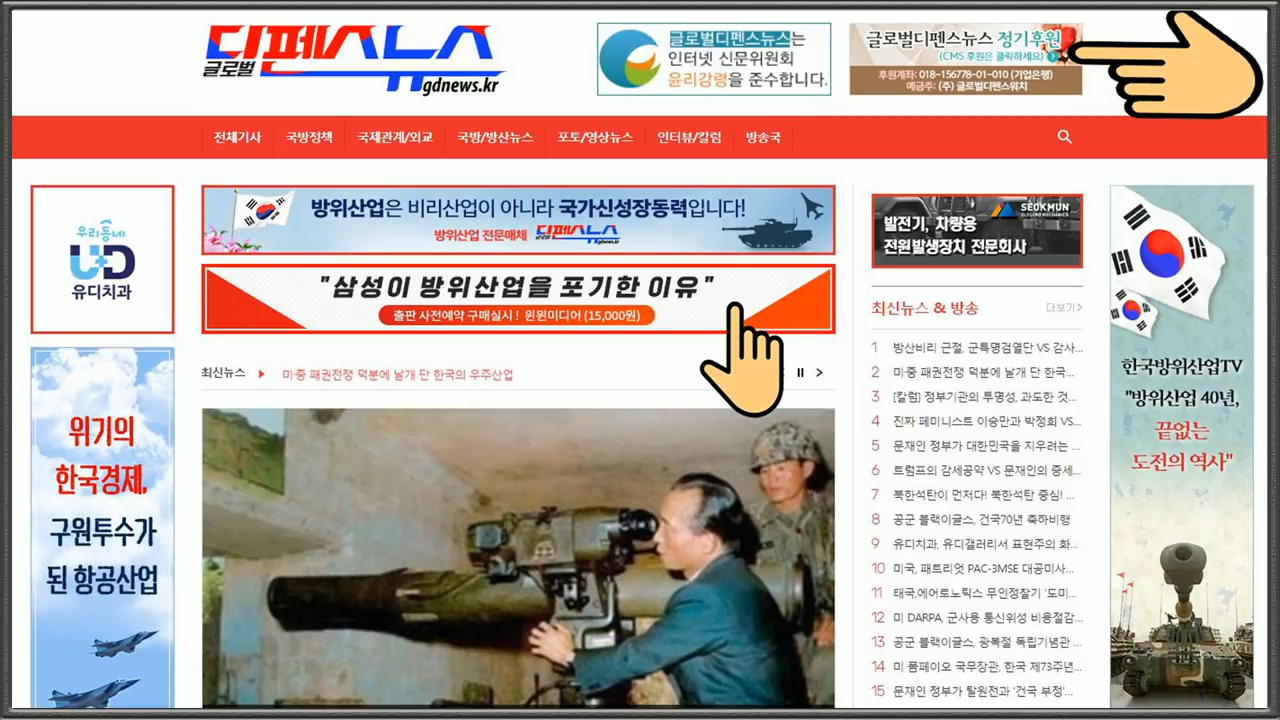 디펜스뉴스
글로벌
gdnews.kr
글로벌디펜스뉴스는
인터넷 신문위원회
윤리강령을 준수합니다.
글로벌디펜스뉴스 정기후원
(CMS 후원은 클릭하세요)
후원계좌: 018-156778-01-010 (기업은행)
예금주: (주) 글로벌디펜스워치
전체기사 국방정책 국제관계/외교 국방/방산뉴스 포토/영상뉴스 인터뷰/칼럼 방송국
우리동네
UD
유디치과
방위산업은 비리산업이 아니라 국가신성장동력입니다!
방위산업 전문매체 글로벌 디펜스뉴스
"삼성이 방위산업을 포기한 이유"
출판 사전예약 구매실시! 윈윈미디어 (15,000원)
최신뉴스 미·중 패권전쟁 덕분에 날개 단 한국의 우주산업
위기의
한국경제,
구원투수가
된 항공산업
SEOKMUN
ELECTRO MECHANICS
발전기, 차량용
전원발생장치 전문회사
최신뉴스 & 방송 더보기
1 방산비리 근절, 군특명검열단 VS 감사...
2 미·중 패권전쟁 덕분에 날개 단 한국...
3 [칼럼] 정부기관의 투명성, 과도한 것...
4 진짜 페미니스트 이승만과 박정희 VS...
5 문재인 정부가 대한민국을 지우려는 ...
6 트럼프의 감세공약 VS 문재인의 증세...
7 북한석탄이 먼저다! 북한석탄 중심! ...
8 공군 블랙이글스, 건국70년 축하비행
9 유디치과, 유디갤러리서 표현주의 화...
10 미국, 패트리엇 PAC-3MSE 대공미사...
11 태국,에어로노틱스 무인정찰기 '도미...
12 미 DARPA, 군사용 통신위성 비용절감...
13 공군 블랙이글스, 광복절 독립기념관 ...
14 미 폼페이오 국무장관, 한국 제73주년...
15 문재인 정부가 탈원전과 '건국 부정'...
한국방위산업TV
"방위산업 40년,
끝없는
도전의 역사"